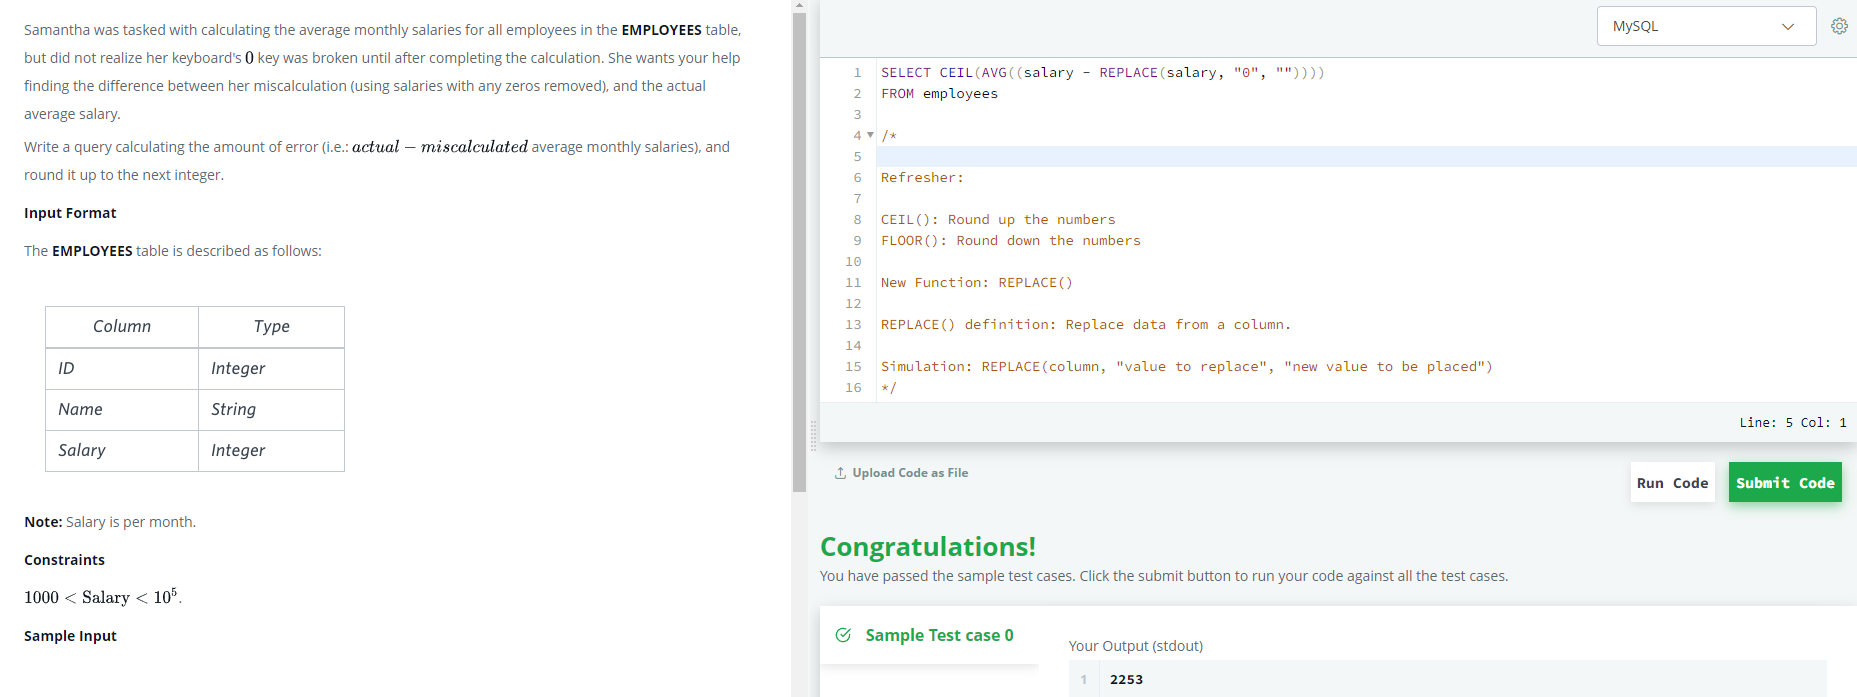 Samantha was tasked with calculating the average monthly salaries for all employees in the EMPLOYEES table,
but did not realize her keyboard's 0 key was broken until after completing the calculation. She wants your help
finding the difference between her miscalculation (using salaries with any zeros removed), and the actual
average salary.
Write a query calculating the amount of error (i.e.: actual − miscalculated average monthly salaries), and
round it up to the next integer.
Input Format
The EMPLOYEES table is described as follows:
Column Type
ID Integer
Name String
Salary Integer
Note: Salary is per month.
Constraints
1000 < Salary < 10⁵.
Sample Input
MySQL
1 SELECT CEIL(AVG((salary - REPLACE(salary, "0", ""))))
2 FROM employees
3
4 /*
5
6 Refresher:
7
8 CEIL(): Round up the numbers
9 FLOOR(): Round down the numbers
10
11 New Function: REPLACE()
12
13 REPLACE() definition: Replace data from a column.
14
15 Simulation: REPLACE(column, "value to replace", "new value to be placed")
16 */
Line: 5 Col: 1
Upload Code as File
Run Code
Submit Code
Congratulations!
You have passed the sample test cases. Click the submit button to run your code against all the test cases.
Sample Test case 0
Your Output (stdout)
1 2253